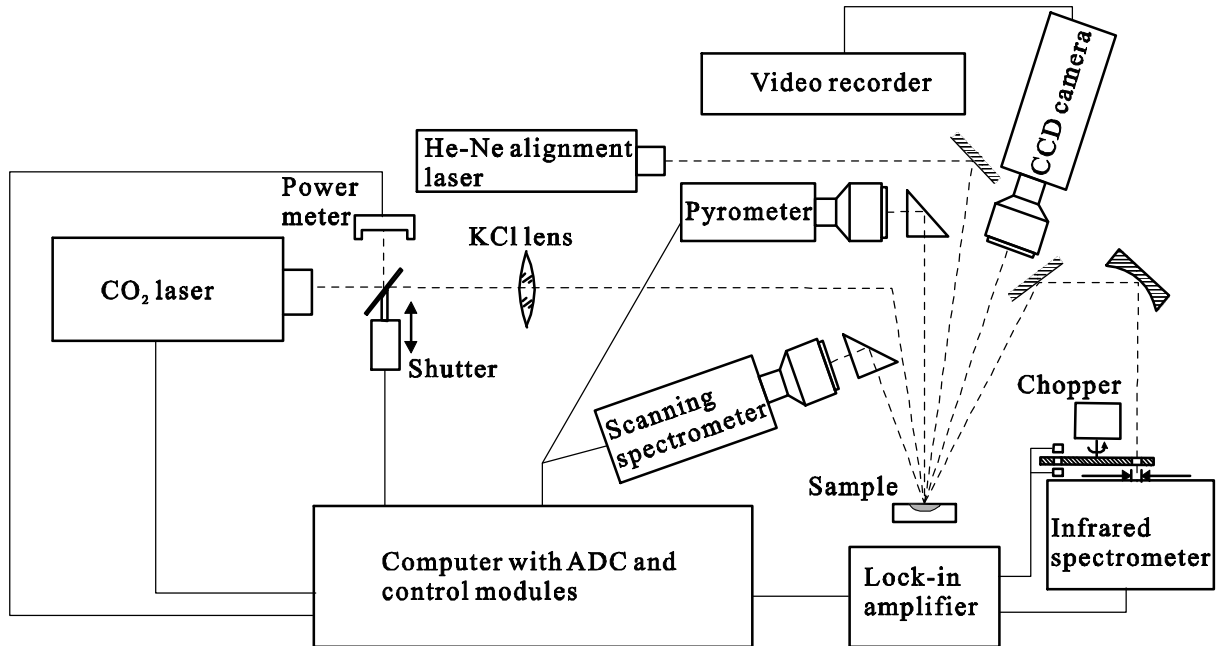 Video recorder
CCD camera
He-Ne alignment
laser
Power
meter
Pyrometer
KCl lens
CO₂ laser
Shutter
Scanning
spectrometer
Chopper
Sample
Infrared
spectrometer
Computer with ADC and
control modules
Lock-in
amplifier